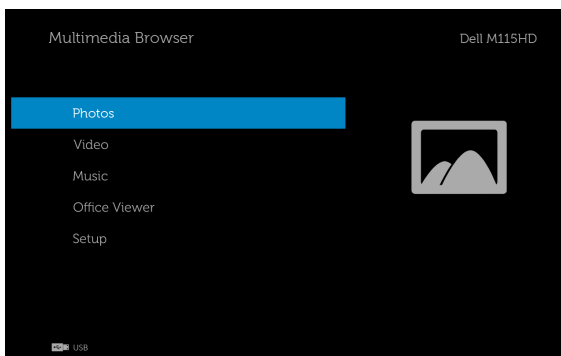 Multimedia Browser
Dell M115HD
Photos
Video
Music
Office Viewer
Setup
USB